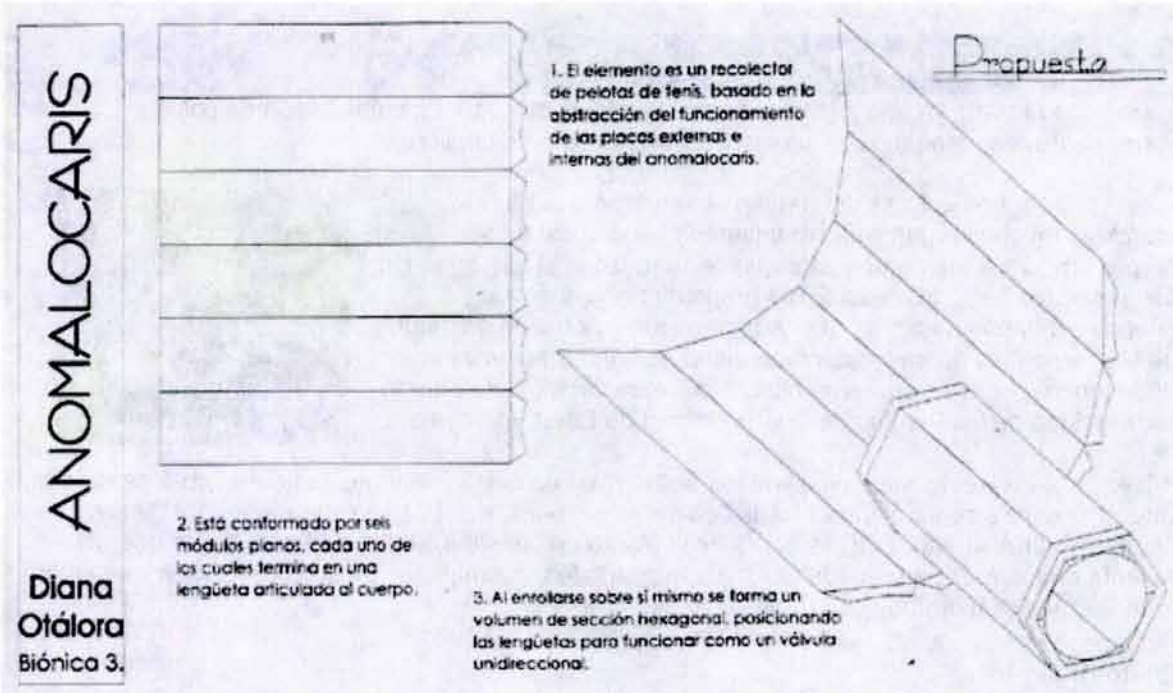 ANOMALOCARIS
Diana
Otálora
Biónica 3.
Propuesta
1. El elemento es un recolector
de pelotas de tenis, basado en la
abstracción del funcionamiento
de las placas externas e
internas del anomalocaris.
2. Está conformado por seis
módulos planos, cada uno de
los cuales termina en una
lengüeta articulada al cuerpo.
3. Al enrollarse sobre sí mismo se forma un
volumen de sección hexagonal, posicionando
las lengüetas para funcionar como un válvula
unidireccional.